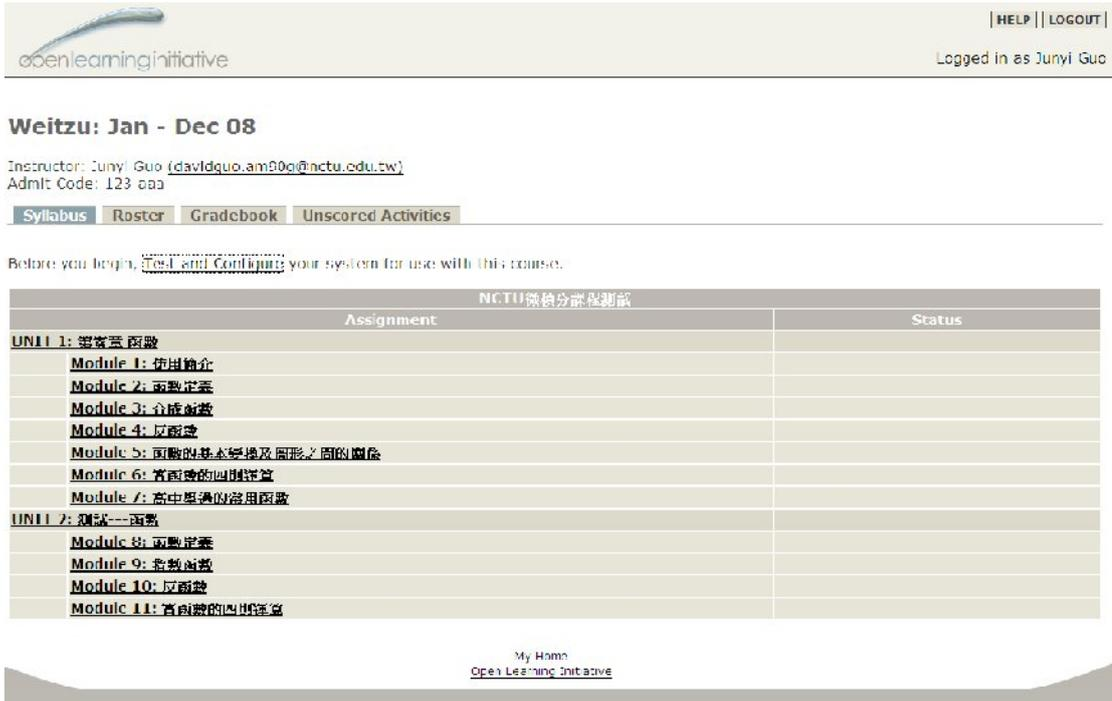 HELP LOGOUT
openlearninginitiative
Logged in as Junyi Guo
Weitzu: Jan - Dec 08
Instructor: Junyi Guo (davidguo.am90g@nctu.edu.tw)
Admit Code: 123 aaa
Syllabus Roster Gradebook Unscored Activities
Before you begin, Test and Configure your system for use with this course.
NCTU微積分課程測試
Assignment Status
UNIT 1: 函數
Module 1: 使用簡介
Module 2: 函數定義
Module 3: 合成函數
Module 4: 反函數
Module 5: 函數的基本變換及圖形之間的關係
Module 6: 實函數的四則運算
Module 7: 高中學過的常用函數
UNIT 2: 測試---函數
Module 8: 函數定義
Module 9: 指數函數
Module 10: 反函數
Module 11: 實函數的四則運算
My Home
Open Learning Initiative